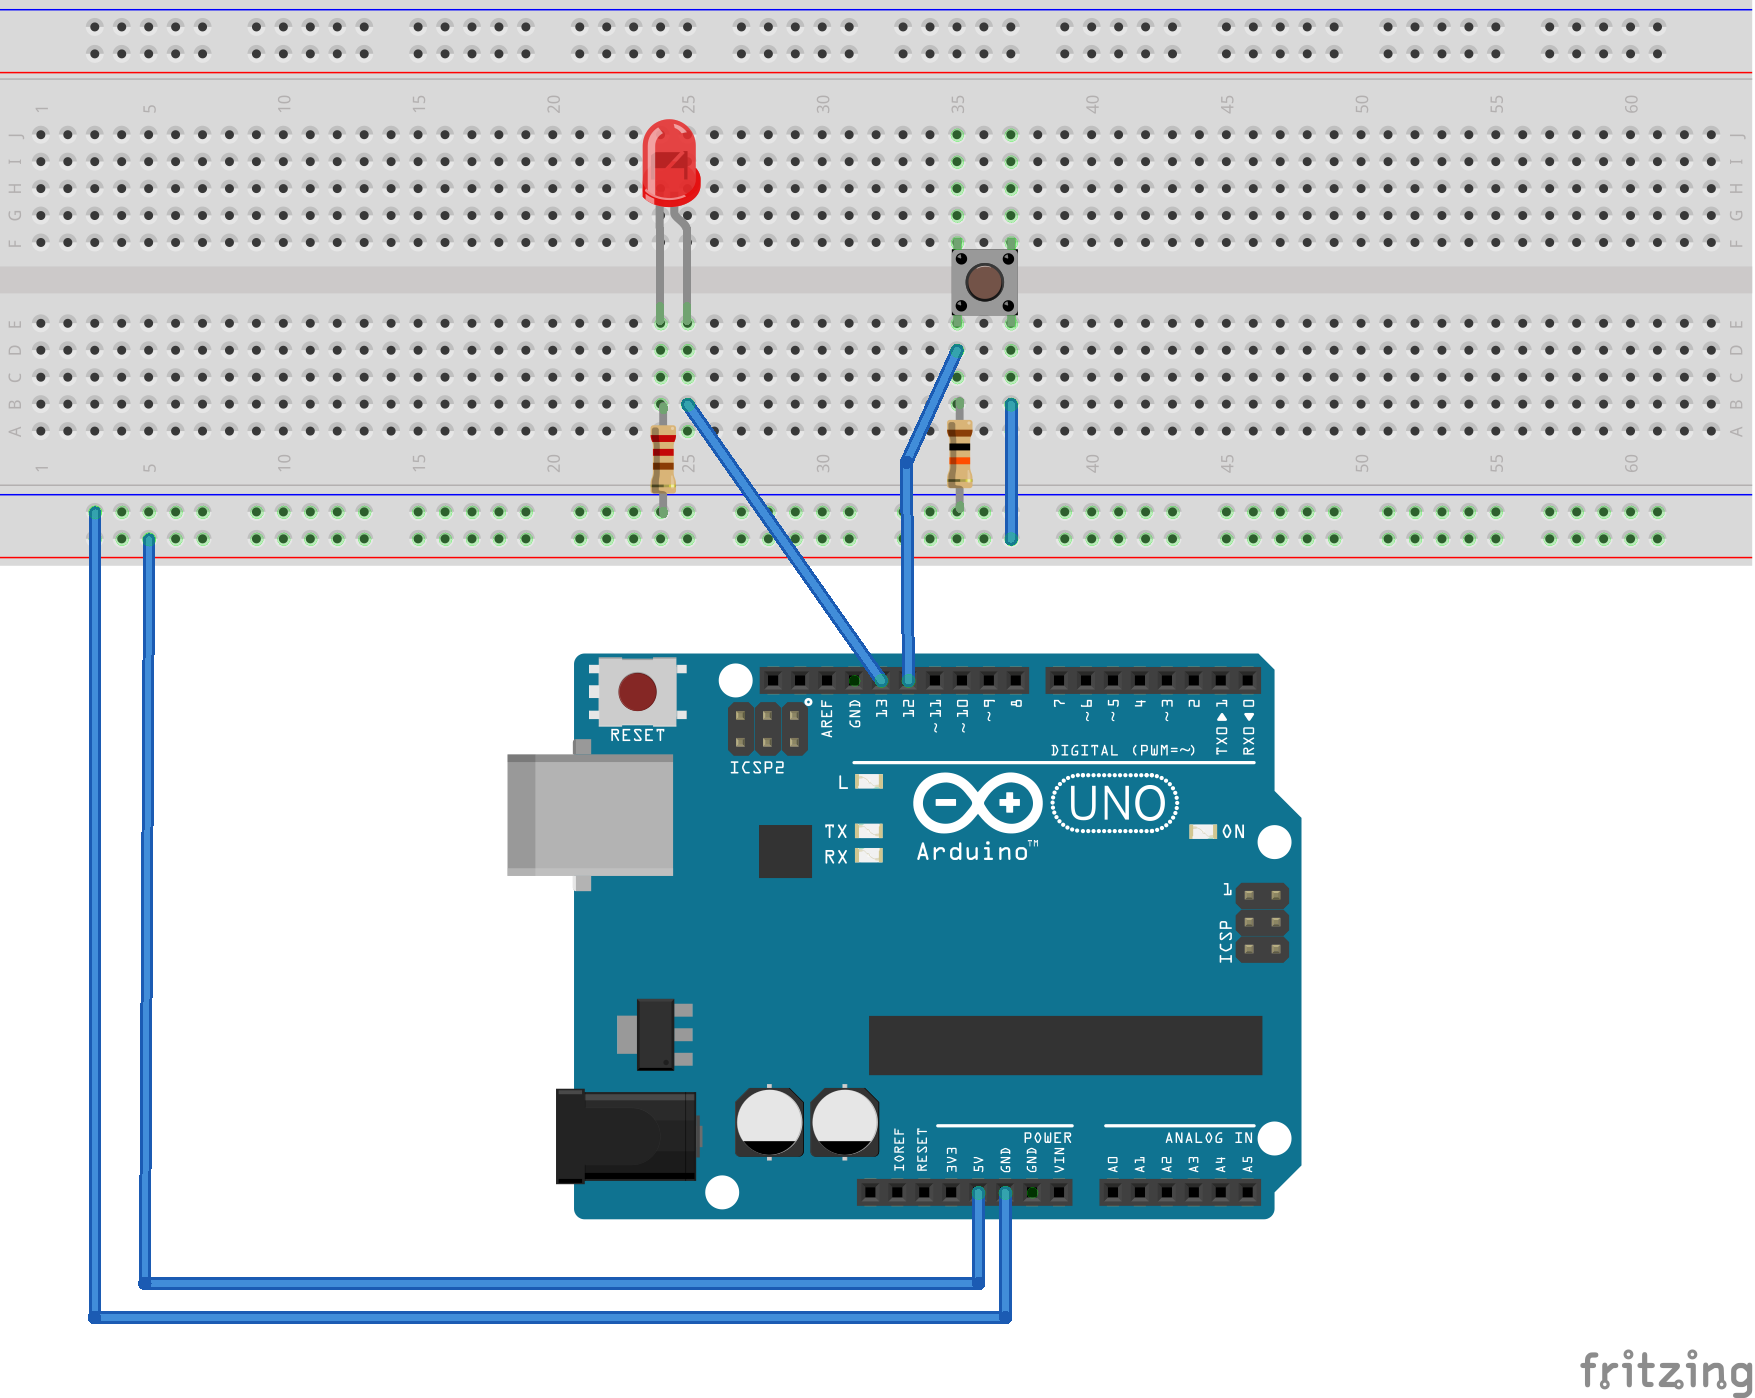 1 5 10 15 20 25 30 35 40 45 50 55 60
J J
I I
H H
G G
F F
E E
D D
C C
B B
A A
1 5 10 15 20 25 30 40 45 50 55 60
RESET
AREF GND 13 12 ~11 ~10 ~9 8 7 ~6 ~5 4 ~3 2 TX0▶1 RX0◀0
ICSP2
DIGITAL (PWM=~)
L
TX
RX
UNO
ON
Arduino™
1
ICSP
POWER
ANALOG IN
IOREF RESET 3V3 5V GND GND VIN A0 A1 A2 A3 A4 A5
fritzing